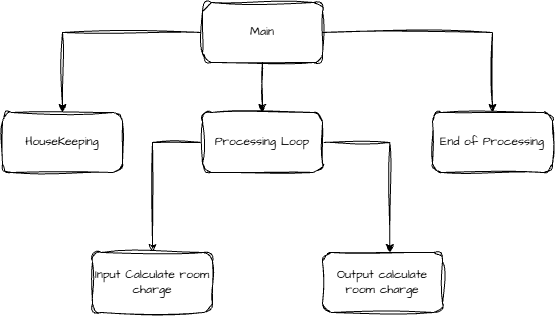 Main
HouseKeeping
Processing Loop
End of Processing
Input Calculate room
charge
Output calculate
room charge